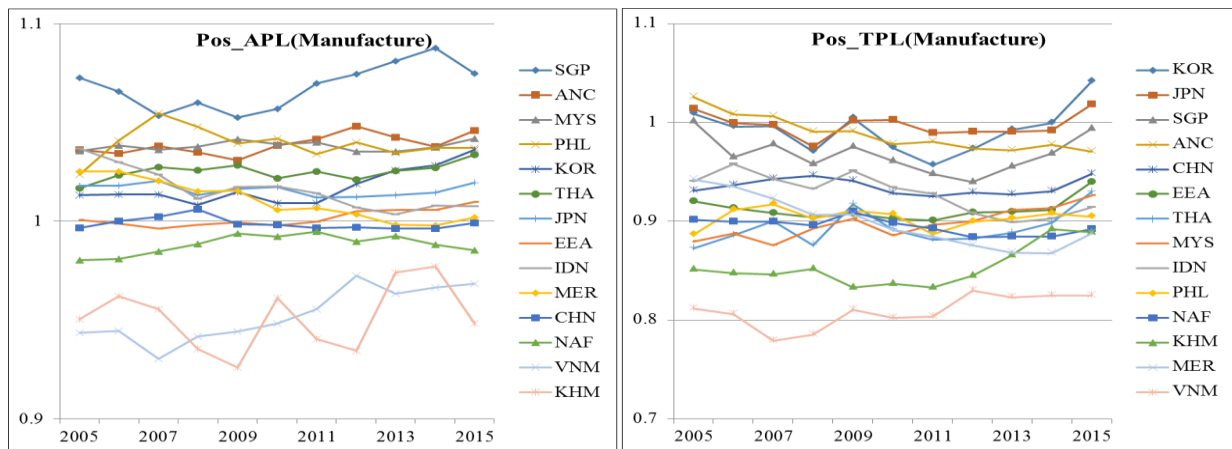 Pos_APL(Manufacture)
1.1
1
0.9
2005 2007 2009 2011 2013 2015
SGP
ANC
MYS
PHL
KOR
THA
JPN
EEA
IDN
MER
CHN
NAF
VNM
KHM
Pos_TPL(Manufacture)
1.1
1
0.9
0.8
0.7
2005 2007 2009 2011 2013 2015
KOR
JPN
SGP
ANC
CHN
EEA
THA
MYS
IDN
PHL
NAF
KHM
MER
VNM